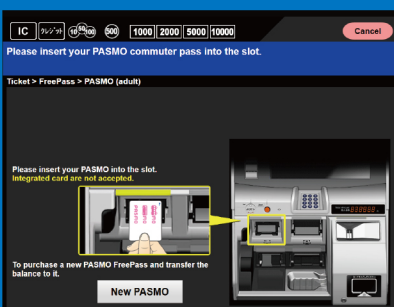 IC クレジット 10 50 100 500 1000 2000 5000 10000 Cancel
Please insert your PASMO commuter pass into the slot.
Ticket > FreePass > PASMO (adult)
Please insert your PASMO into the slot.
Integrated card are not accepted.
PASMO
To purchase a new PASMO FreePass and transfer the
balance to it.
New PASMO